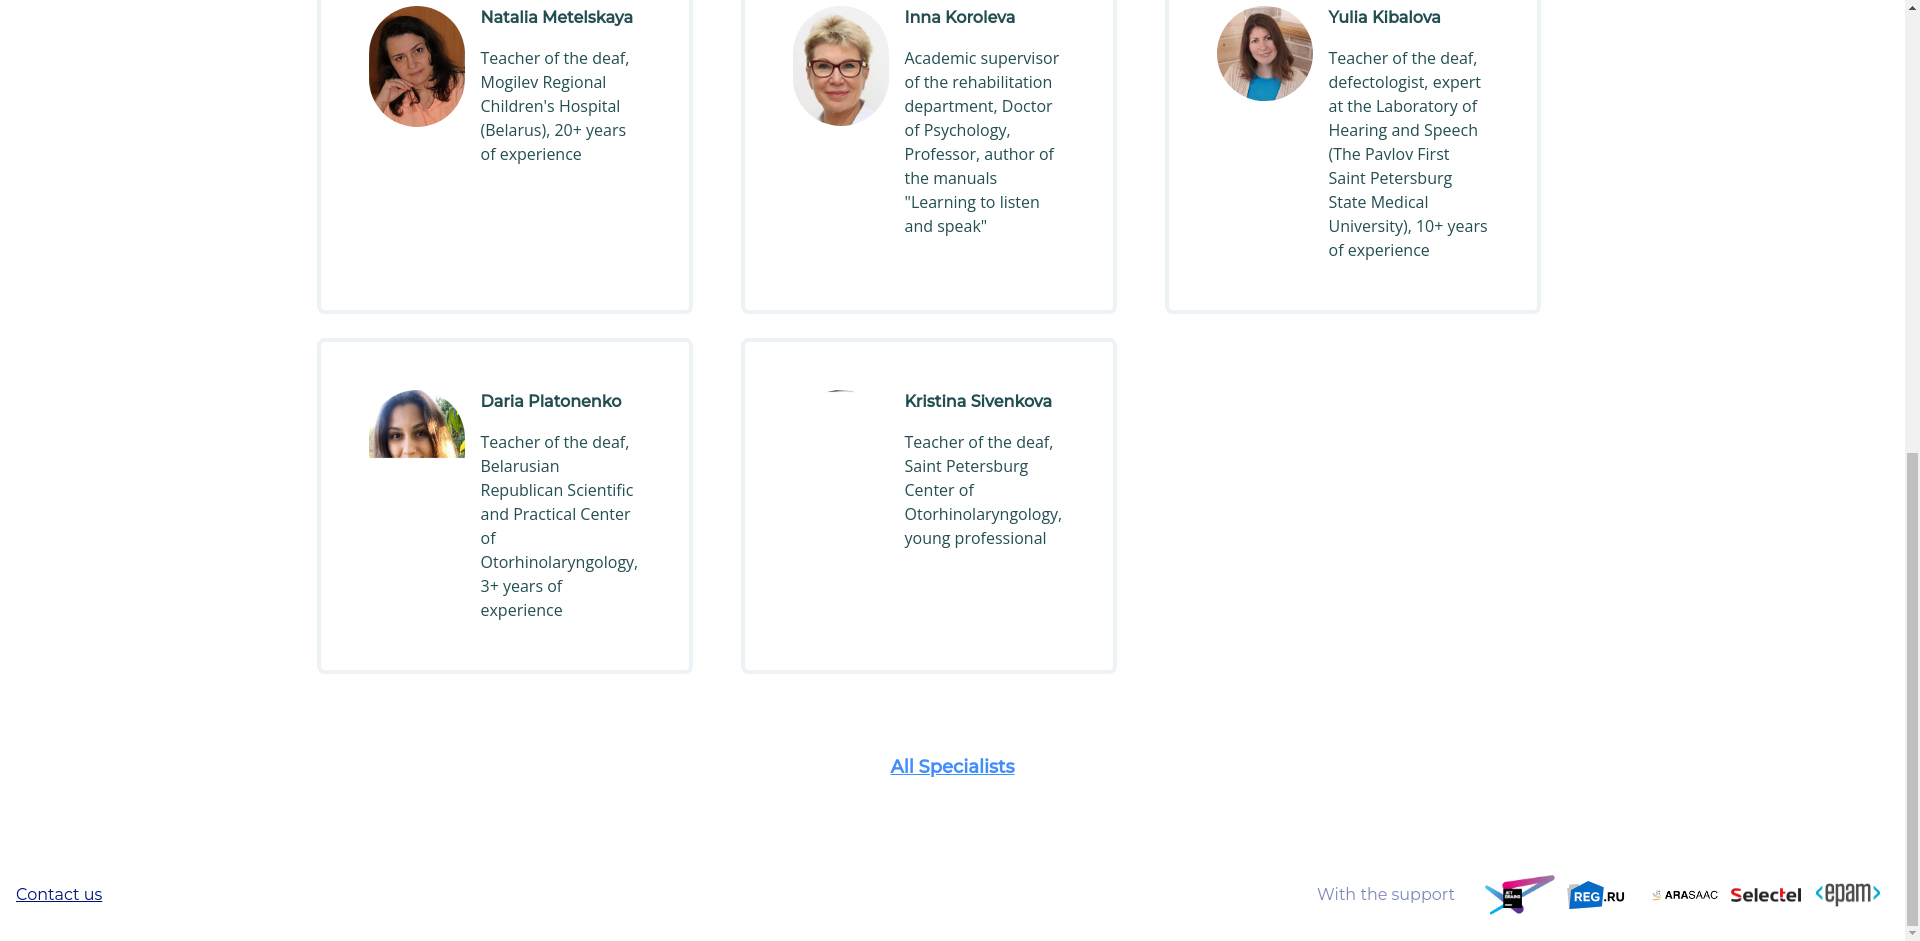 Natalia Metelskaya
Teacher of the deaf,
Mogilev Regional
Children's Hospital
(Belarus), 20+ years
of experience
Inna Koroleva
Academic supervisor
of the rehabilitation
department, Doctor
of Psychology,
Professor, author of
the manuals
"Learning to listen
and speak"
Yulia Kibalova
Teacher of the deaf,
defectologist, expert
at the Laboratory of
Hearing and Speech
(The Pavlov First
Saint Petersburg
State Medical
University), 10+ years
of experience
Daria Platonenko
Teacher of the deaf,
Belarusian
Republican Scientific
and Practical Center
of
Otorhinolaryngology,
3+ years of
experience
Kristina Sivenkova
Teacher of the deaf,
Saint Petersburg
Center of
Otorhinolaryngology,
young professional
All Specialists
Contact us
With the support
JET
BRAINS
REG.RU
ARASAAC
Selectel
<epam>